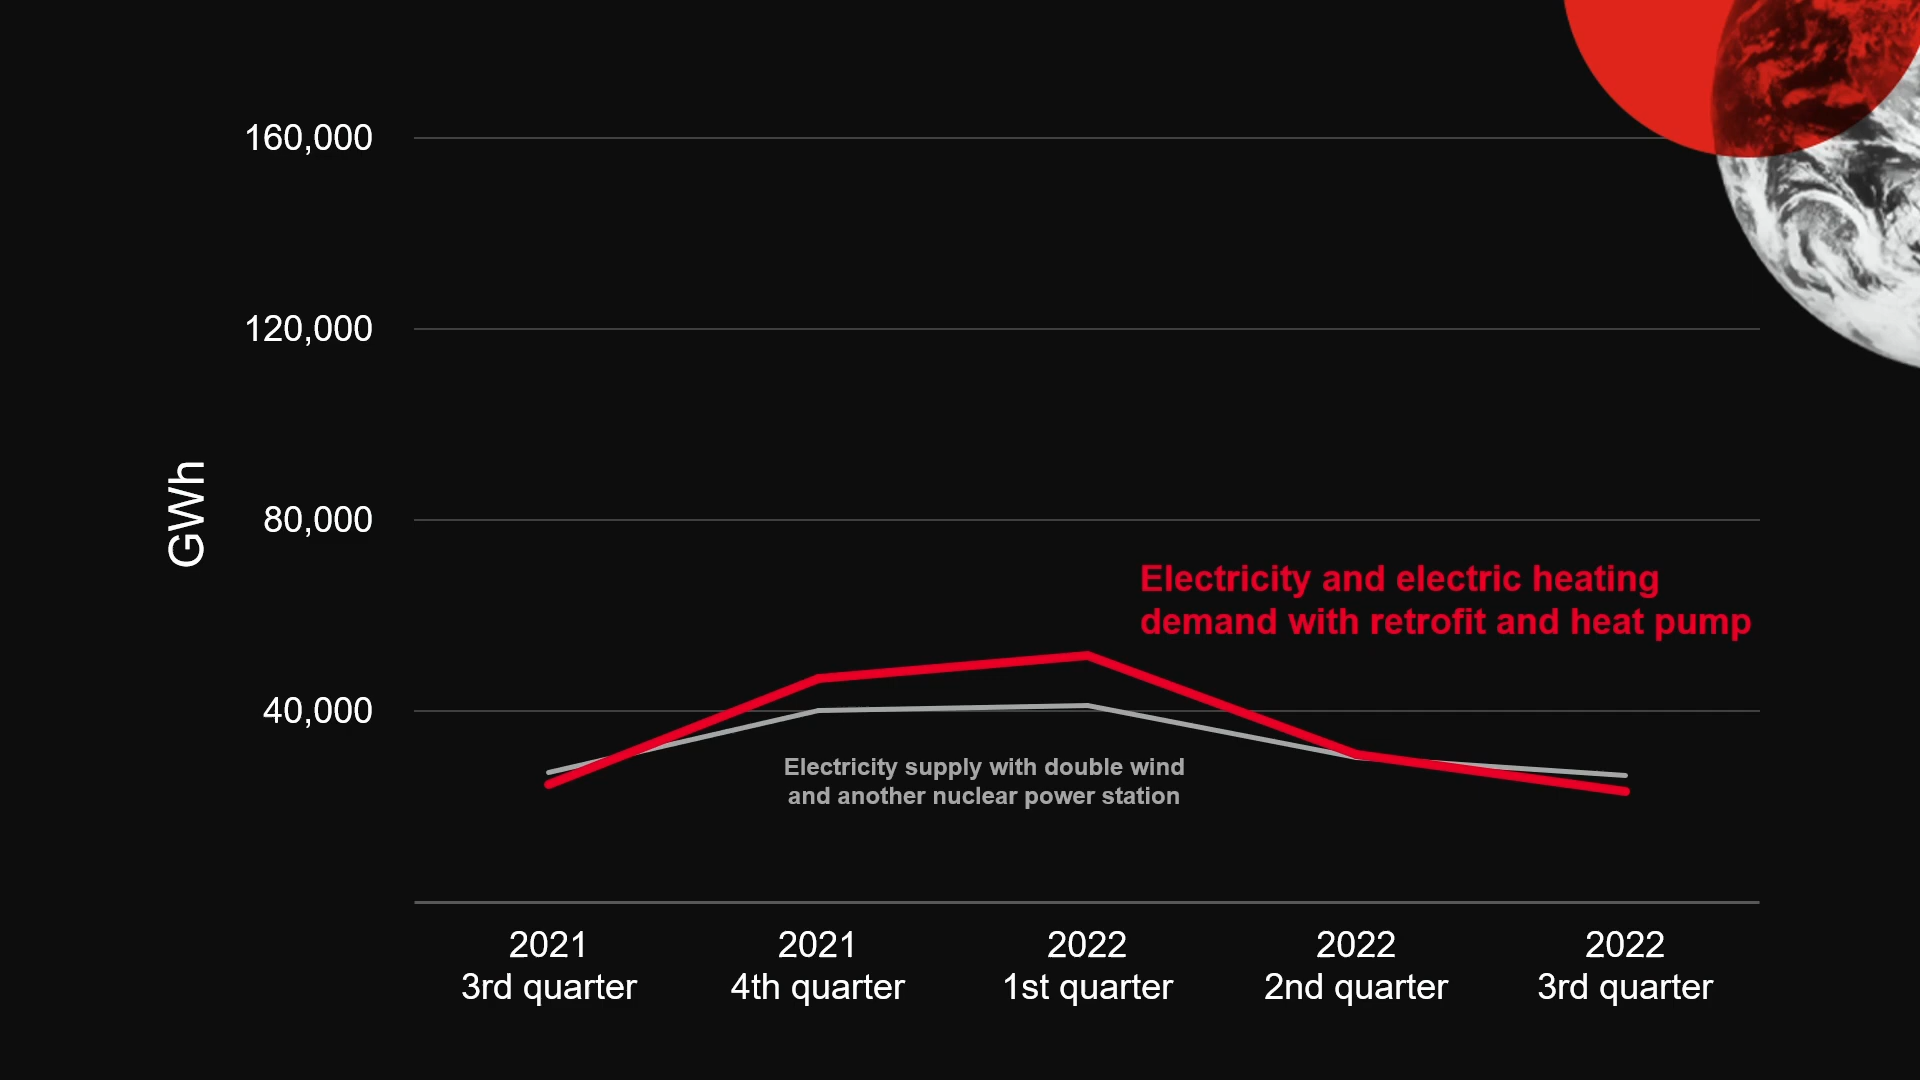 160,000
120,000
80,000
40,000
GWh
Electricity and electric heating
demand with retrofit and heat pump
Electricity supply with double wind
and another nuclear power station
2021
3rd quarter
2021
4th quarter
2022
1st quarter
2022
2nd quarter
2022
3rd quarter